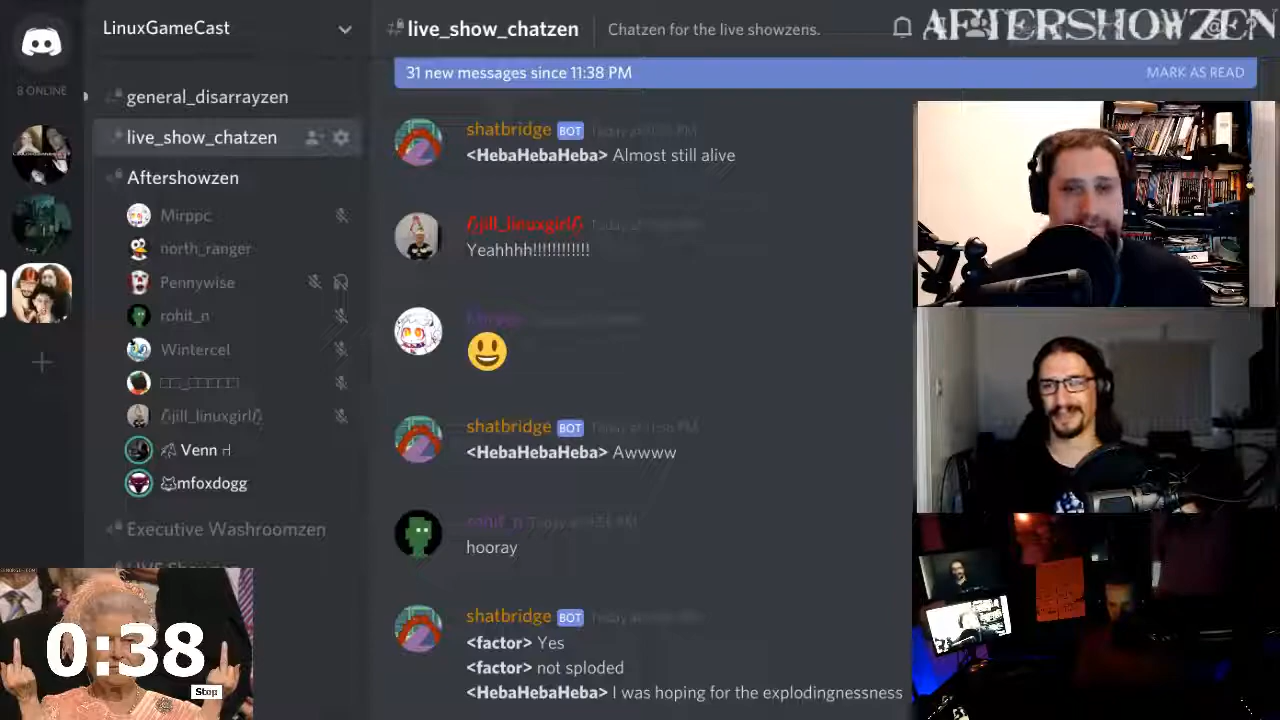 LinuxGameCast
#live_show_chatzen
Chatzen for the live showzens.
AFTERSHOWZEN
8 ONLINE
31 new messages since 11:38 PM
MARK AS READ
general_disarrayzen
live_show_chatzen
Aftershowzen
Mirppc
north_ranger
Pennywise
rohit_n
Wintercel
jill_linuxgirl
Venn
mfoxdogg
Executive Washroomzen
shatbridge BOT
<HebaHebaHeba> Almost still alive
jill_linuxgirl
Yeahhh!!!!!!!!!!!!
shatbridge BOT
<HebaHebaHeba> Awwww
rohit_n
hooray
shatbridge BOT
<factor> Yes
<factor> not sploded
<HebaHebaHeba> I was hoping for the explodingnessness
0:38
Stop